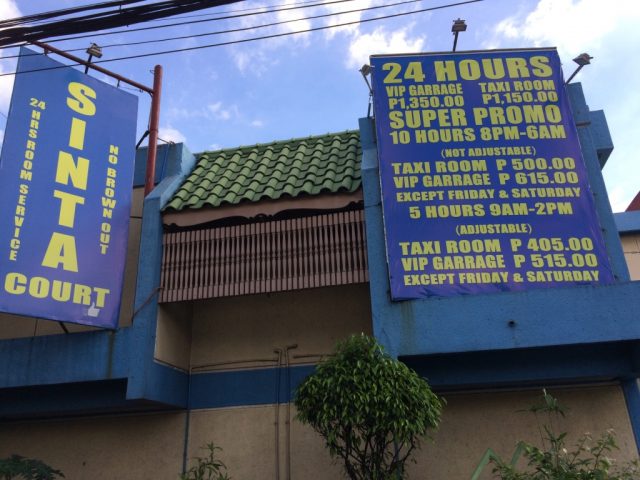 24 HRS ROOM SERVICE
SINTA
NO BROWN OUT
COURT
24 HOURS
VIP GARRAGE TAXI ROOM
P1,350.00 P1,150.00
SUPER PROMO
10 HOURS 8PM-6AM
(NOT ADJUSTABLE)
TAXI ROOM P 500.00
VIP GARRAGE P 615.00
EXCEPT FRIDAY & SATURDAY
5 HOURS 9AM-2PM
(ADJUSTABLE)
TAXI ROOM P 405.00
VIP GARRAGE P 515.00
EXCEPT FRIDAY & SATURDAY